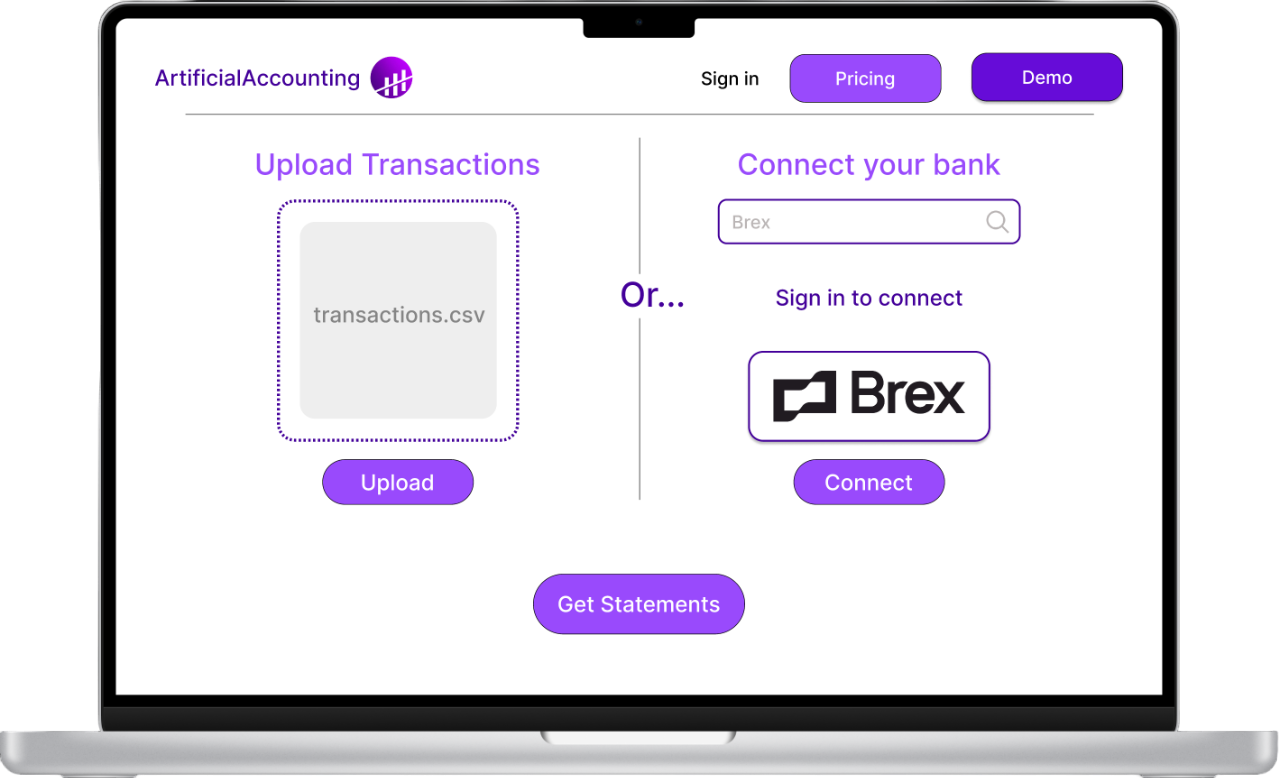 ArtificialAccounting
Sign in
Pricing
Demo
Upload Transactions
transactions.csv
Upload
Or...
Connect your bank
Brex
Sign in to connect
Brex
Connect
Get Statements